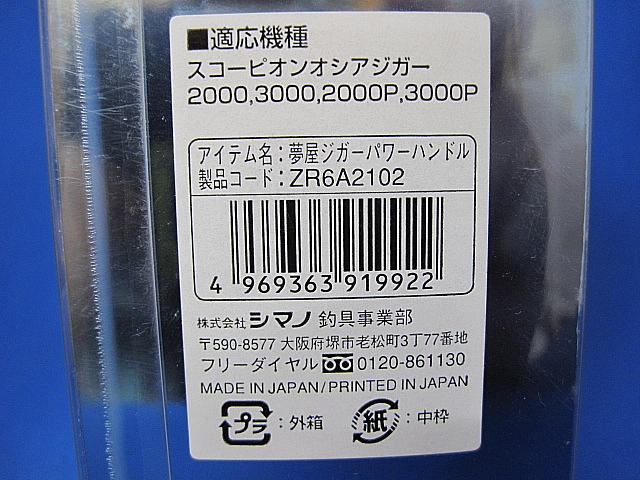 ■適応機種
スコーピオンオシアジガー
2000,3000,2000P,3000P
アイテム名：夢屋ジガーパワーハンドル
製品コード：ZR6A2102
4 969363 919922
株式会社 シマノ 釣具事業部
〒590-8577 大阪府堺市老松町3丁77番地
フリーダイヤル 0120-861130
MADE IN JAPAN/PRINTED IN JAPAN
プラ：外箱 紙：中枠